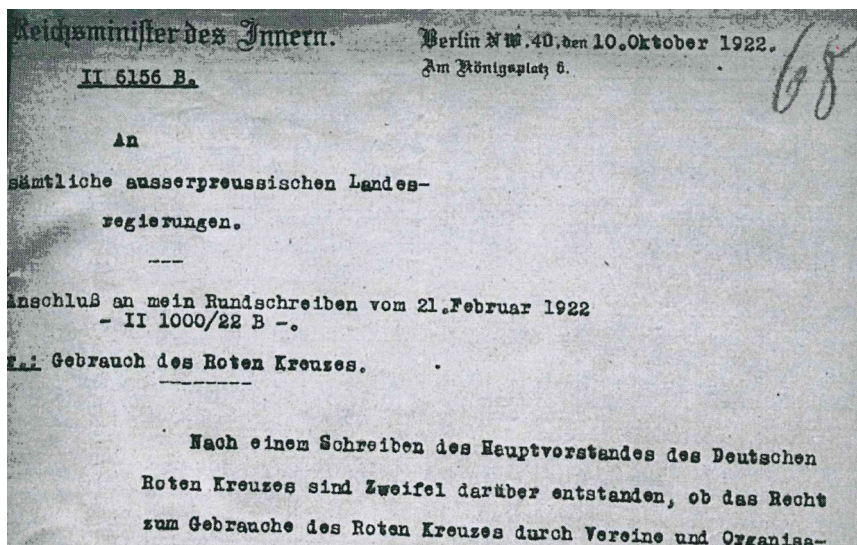 Reichsminister des Innern.
Berlin NW.40, den 10.Oktober 1922.
Am Königsplatz 6.
68
II 6156 B.
An
sämtliche ausserpreussischen Landes-
regierungen.
---
Anschluß an mein Rundschreiben vom 21.Februar 1922
- II 1000/22 B -.
r.: Gebrauch des Roten Kreuzes.
--------
Nach einem Schreiben des Hauptvorstandes des Deutschen
Roten Kreuzes sind Zweifel darüber entstanden, ob das Recht
zum Gebrauche des Roten Kreuzes durch Vereine und Organisa-